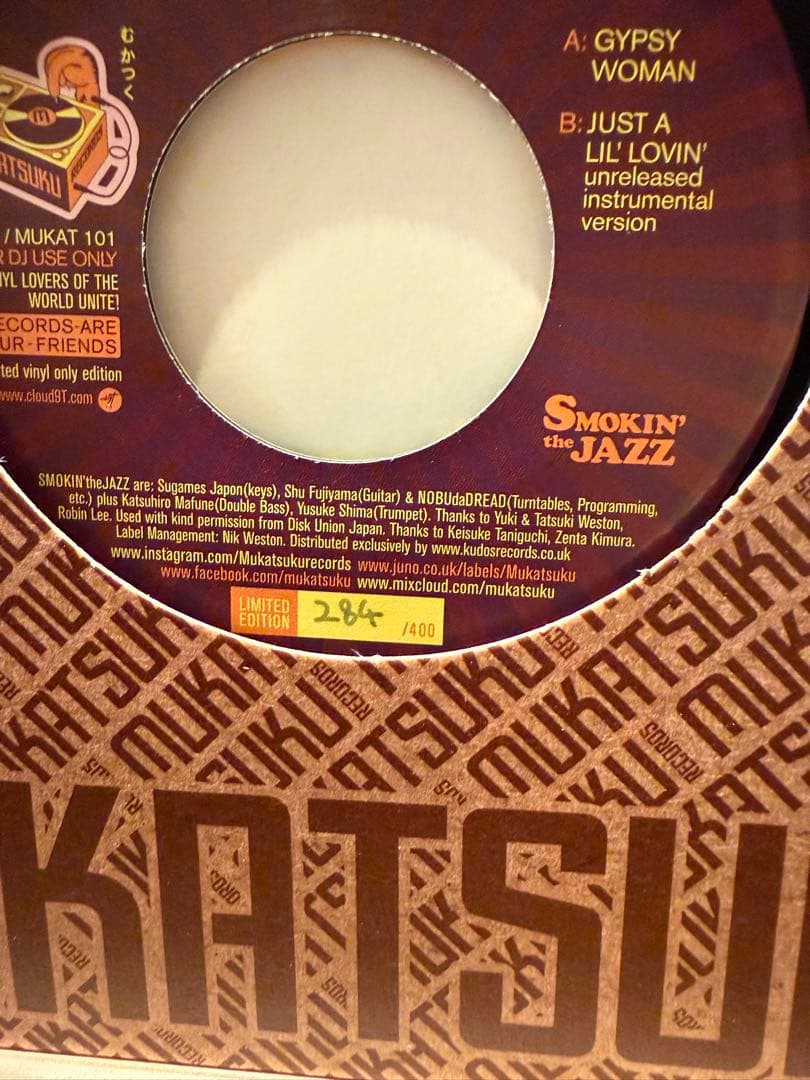 むかつく
ATSUKU
RECORDS
A: GYPSY
WOMAN
B: JUST A
LIL' LOVIN'
unreleased
instrumental
version
/ MUKAT 101
DJ USE ONLY
LOVERS OF THE
WORLD UNITE!
ECORDS-ARE
UR-FRIENDS
ted vinyl only edition
www.cloud9T.com
SMOKIN'
the JAZZ
SMOKIN'theJAZZ are: Sugames Japon(keys), Shu Fujiyama(Guitar) & NOBUdaDREAD(Turntables, Programming,
etc.) plus Katsuhiro Mafune(Double Bass), Yusuke Shima(Trumpet). Thanks to Yuki & Tatsuki Weston,
Robin Lee. Used with kind permission from Disk Union Japan. Thanks to Keisuke Taniguchi, Zenta Kimura.
Label Management: Nik Weston. Distributed exclusively by www.kudosrecords.co.uk
www.instagram.com/Mukatsukurecords www.juno.co.uk/labels/Mukatsuku
www.facebook.com/mukatsuku www.mixcloud.com/mukatsuku
LIMITED
EDITION 284 /400
MUKATSUKU
RECORDS
KATSU